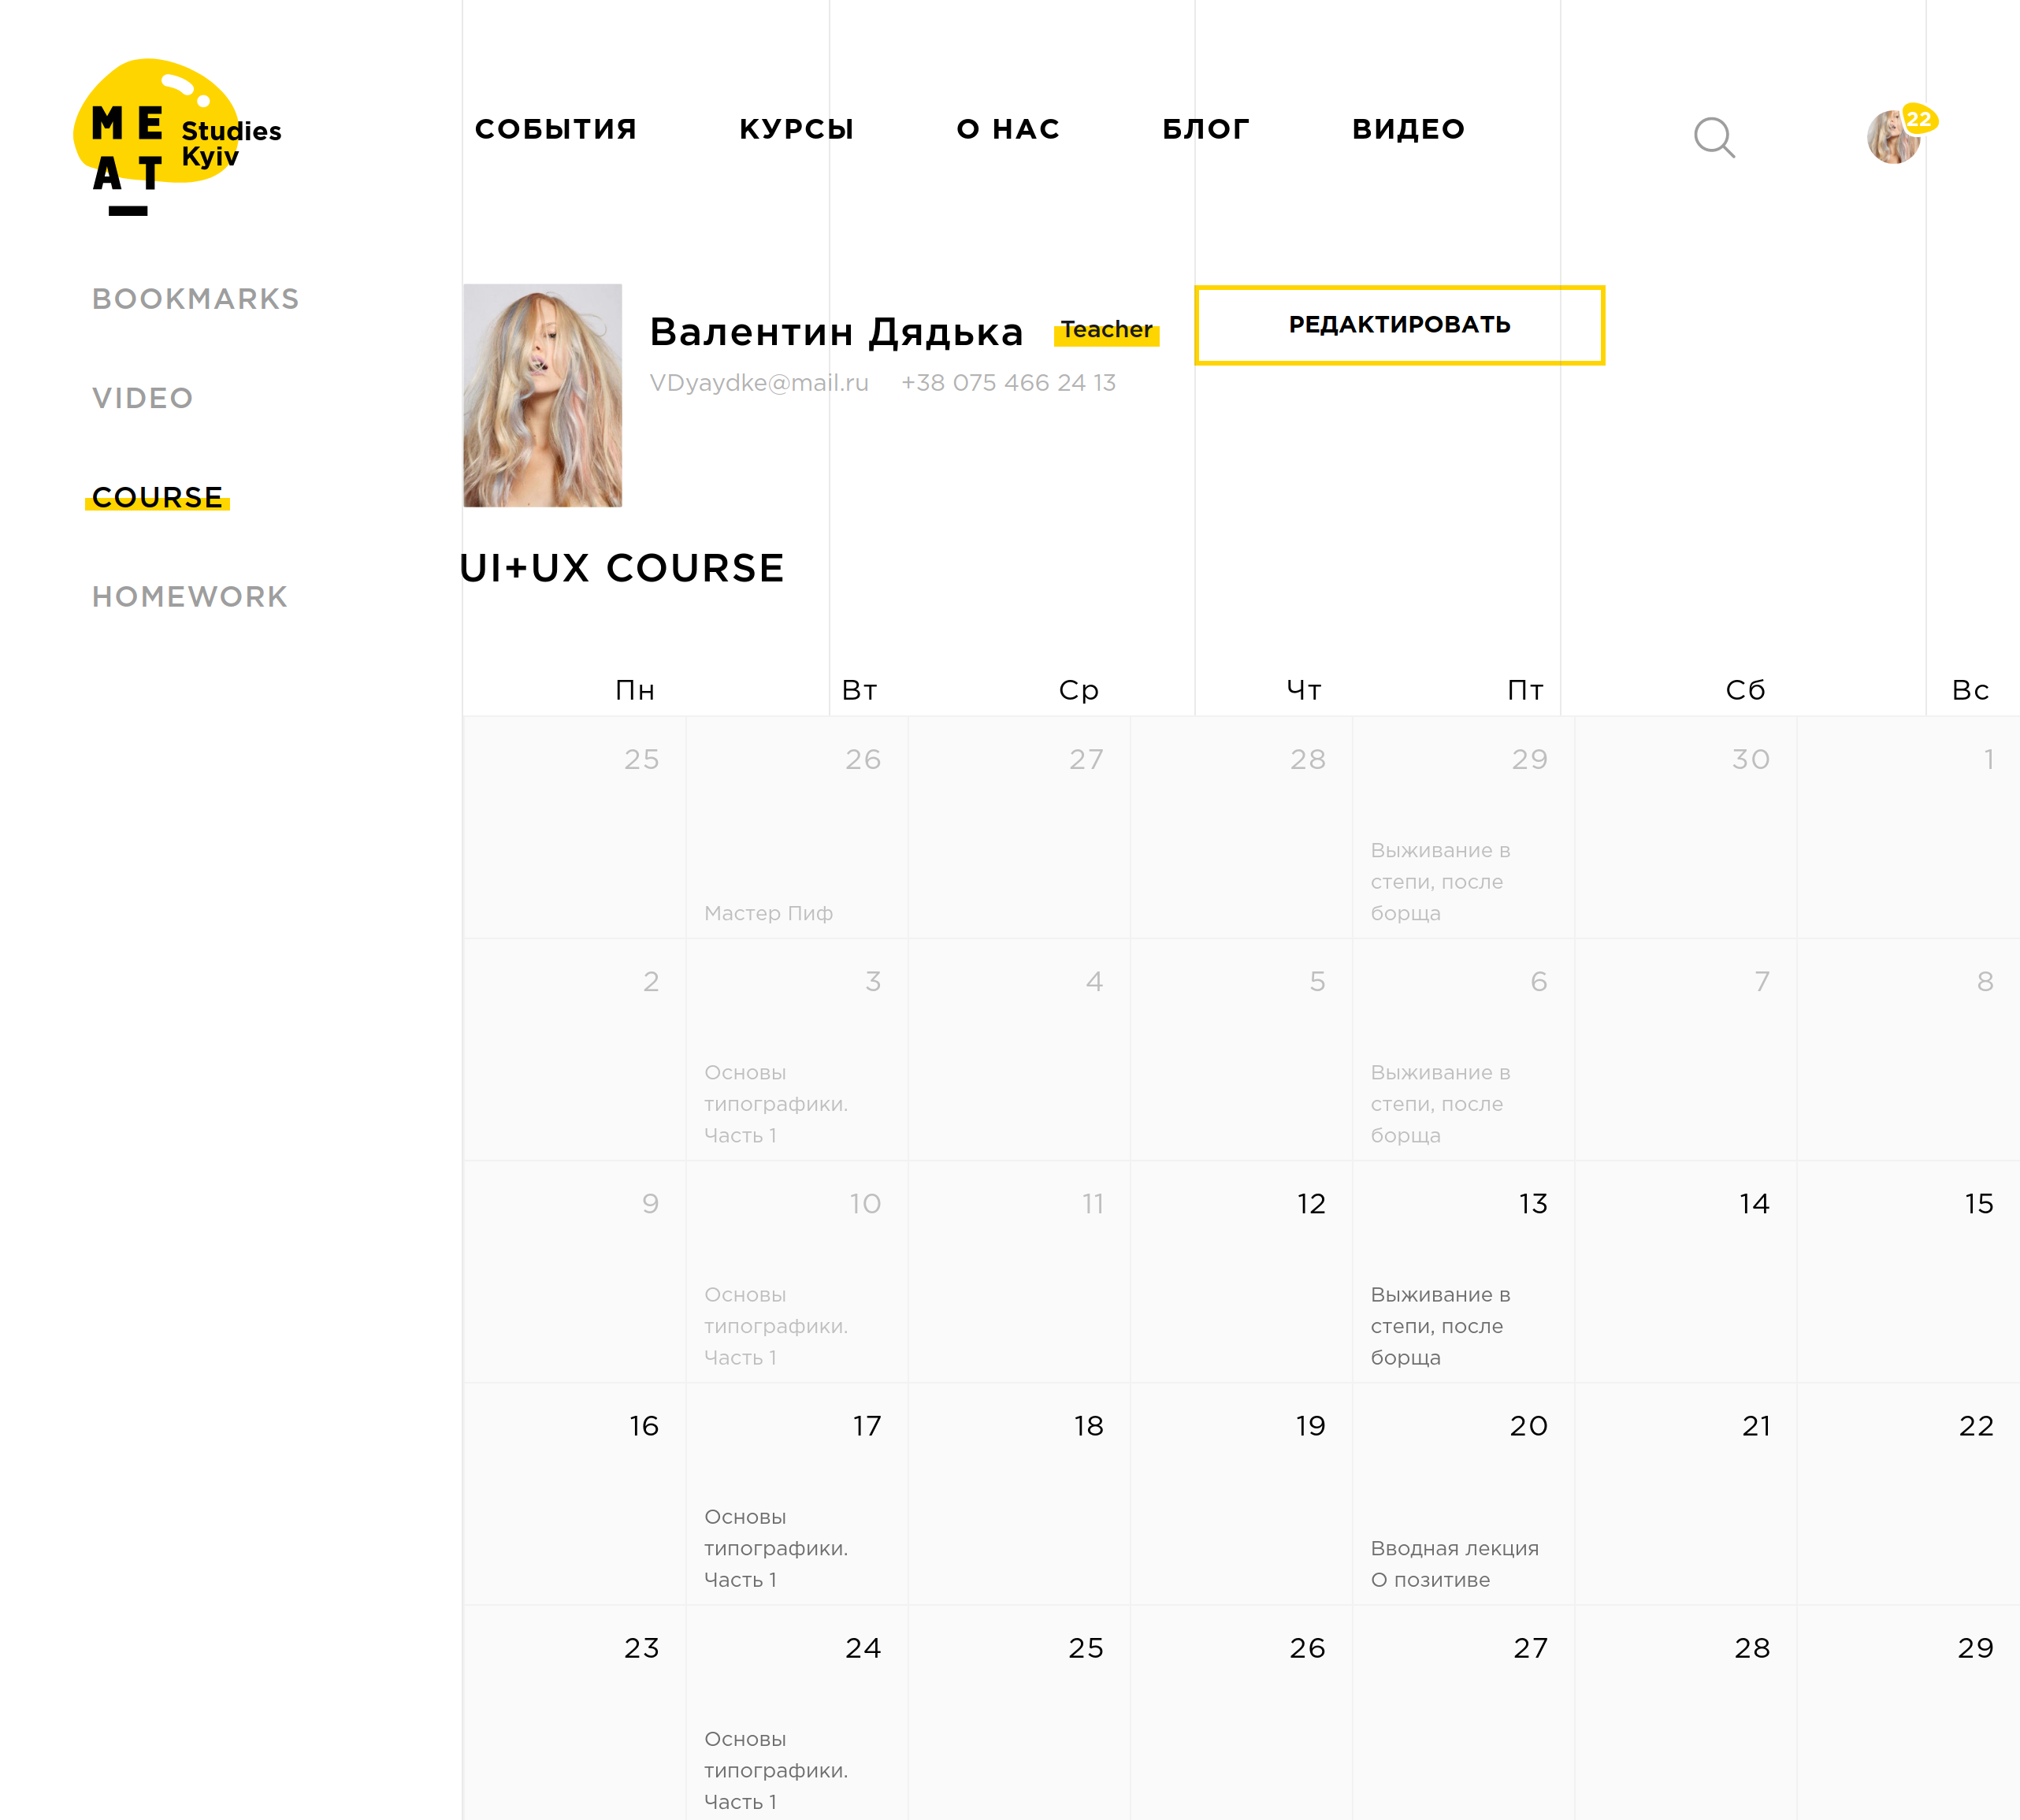 M E
A T
Studies
Kyiv
СОБЫТИЯ КУРСЫ О НАС БЛОГ ВИДЕО
22
BOOKMARKS
VIDEO
COURSE
HOMEWORK
Валентин Дядька Teacher
VDyaydke@mail.ru +38 075 466 24 13
РЕДАКТИРОВАТЬ
UI+UX COURSE
Пн Вт Ср Чт Пт Сб Вс
25 26 27 28 29 30 1
Мастер Пиф
Выживание в
степи, после
борща
2 3 4 5 6 7 8
Основы
типографики.
Часть 1
Выживание в
степи, после
борща
9 10 11 12 13 14 15
Основы
типографики.
Часть 1
Выживание в
степи, после
борща
16 17 18 19 20 21 22
Основы
типографики.
Часть 1
Вводная лекция
О позитиве
23 24 25 26 27 28 29
Основы
типографики.
Часть 1